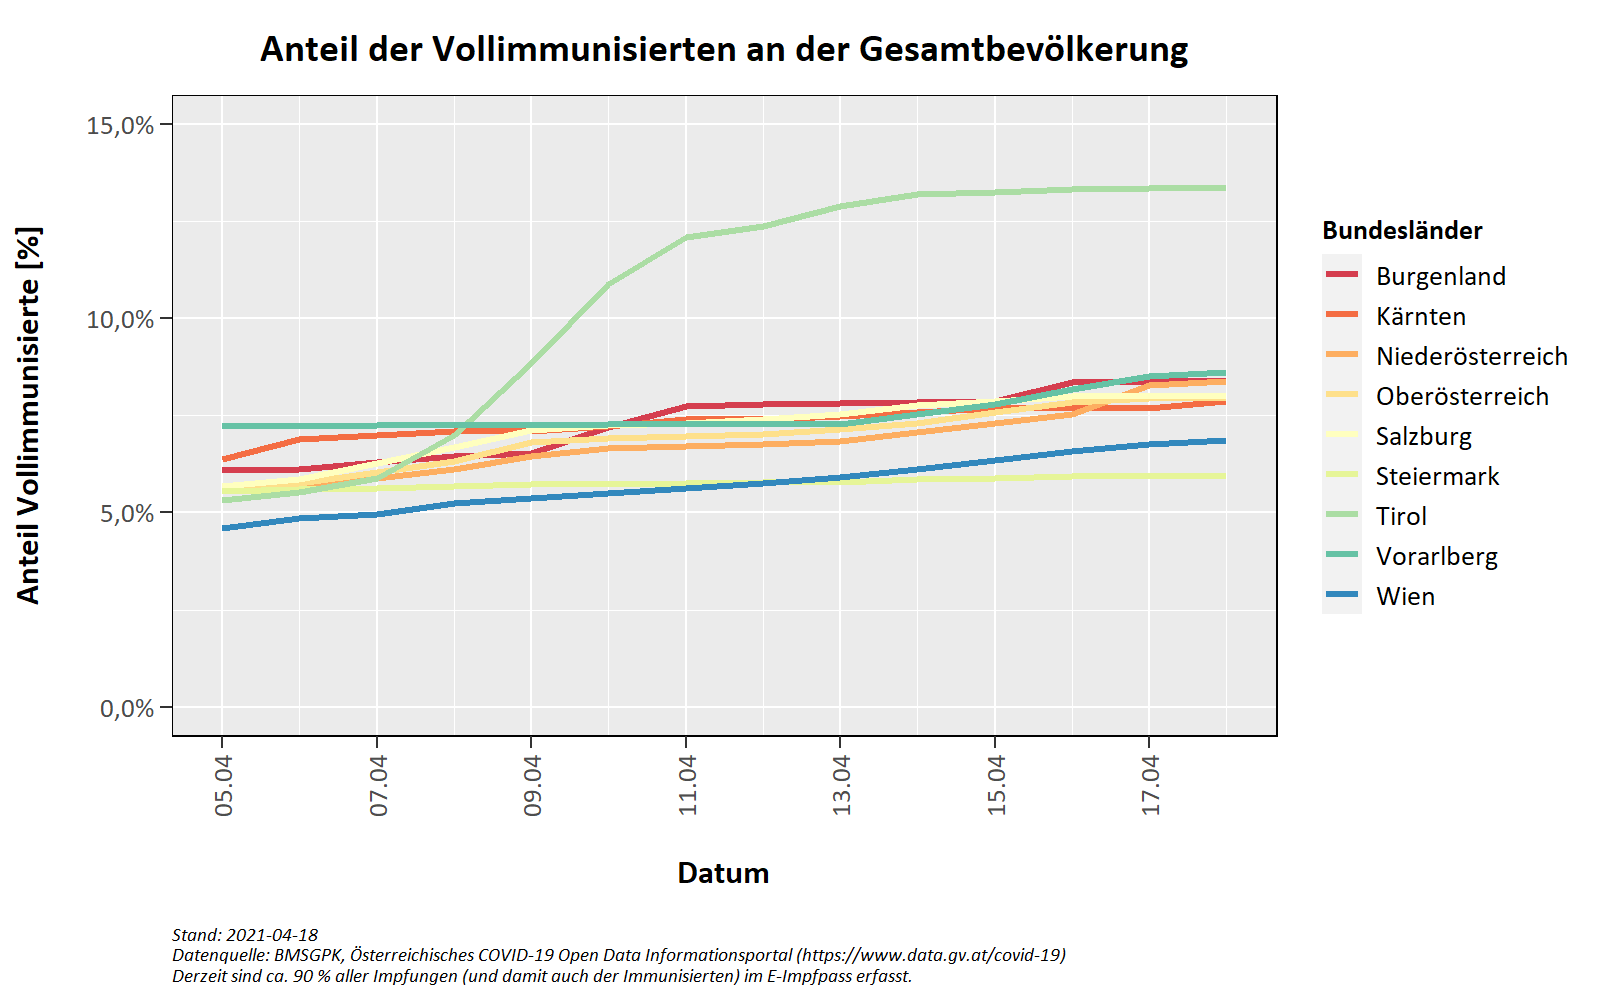 Anteil der Vollimmunisierten an der Gesamtbevölkerung
Anteil Vollimmunisierte [%]
15,0%
10,0%
5,0%
0,0%
05.04
07.04
09.04
11.04
13.04
15.04
17.04
Datum
Bundesländer
Burgenland
Kärnten
Niederösterreich
Oberösterreich
Salzburg
Steiermark
Tirol
Vorarlberg
Wien
Stand: 2021-04-18
Datenquelle: BMSGPK, Österreichisches COVID-19 Open Data Informationsportal (https://www.data.gv.at/covid-19)
Derzeit sind ca. 90 % aller Impfungen (und damit auch der Immunisierten) im E-Impfpass erfasst.